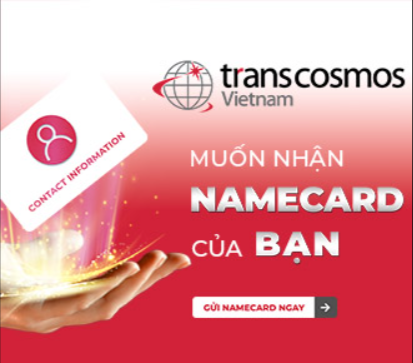 transcosmos
Vietnam
CONTACT INFORMATION
MUỐN NHẬN
NAMECARD
CỦA BẠN
GỬI NAMECARD NGAY